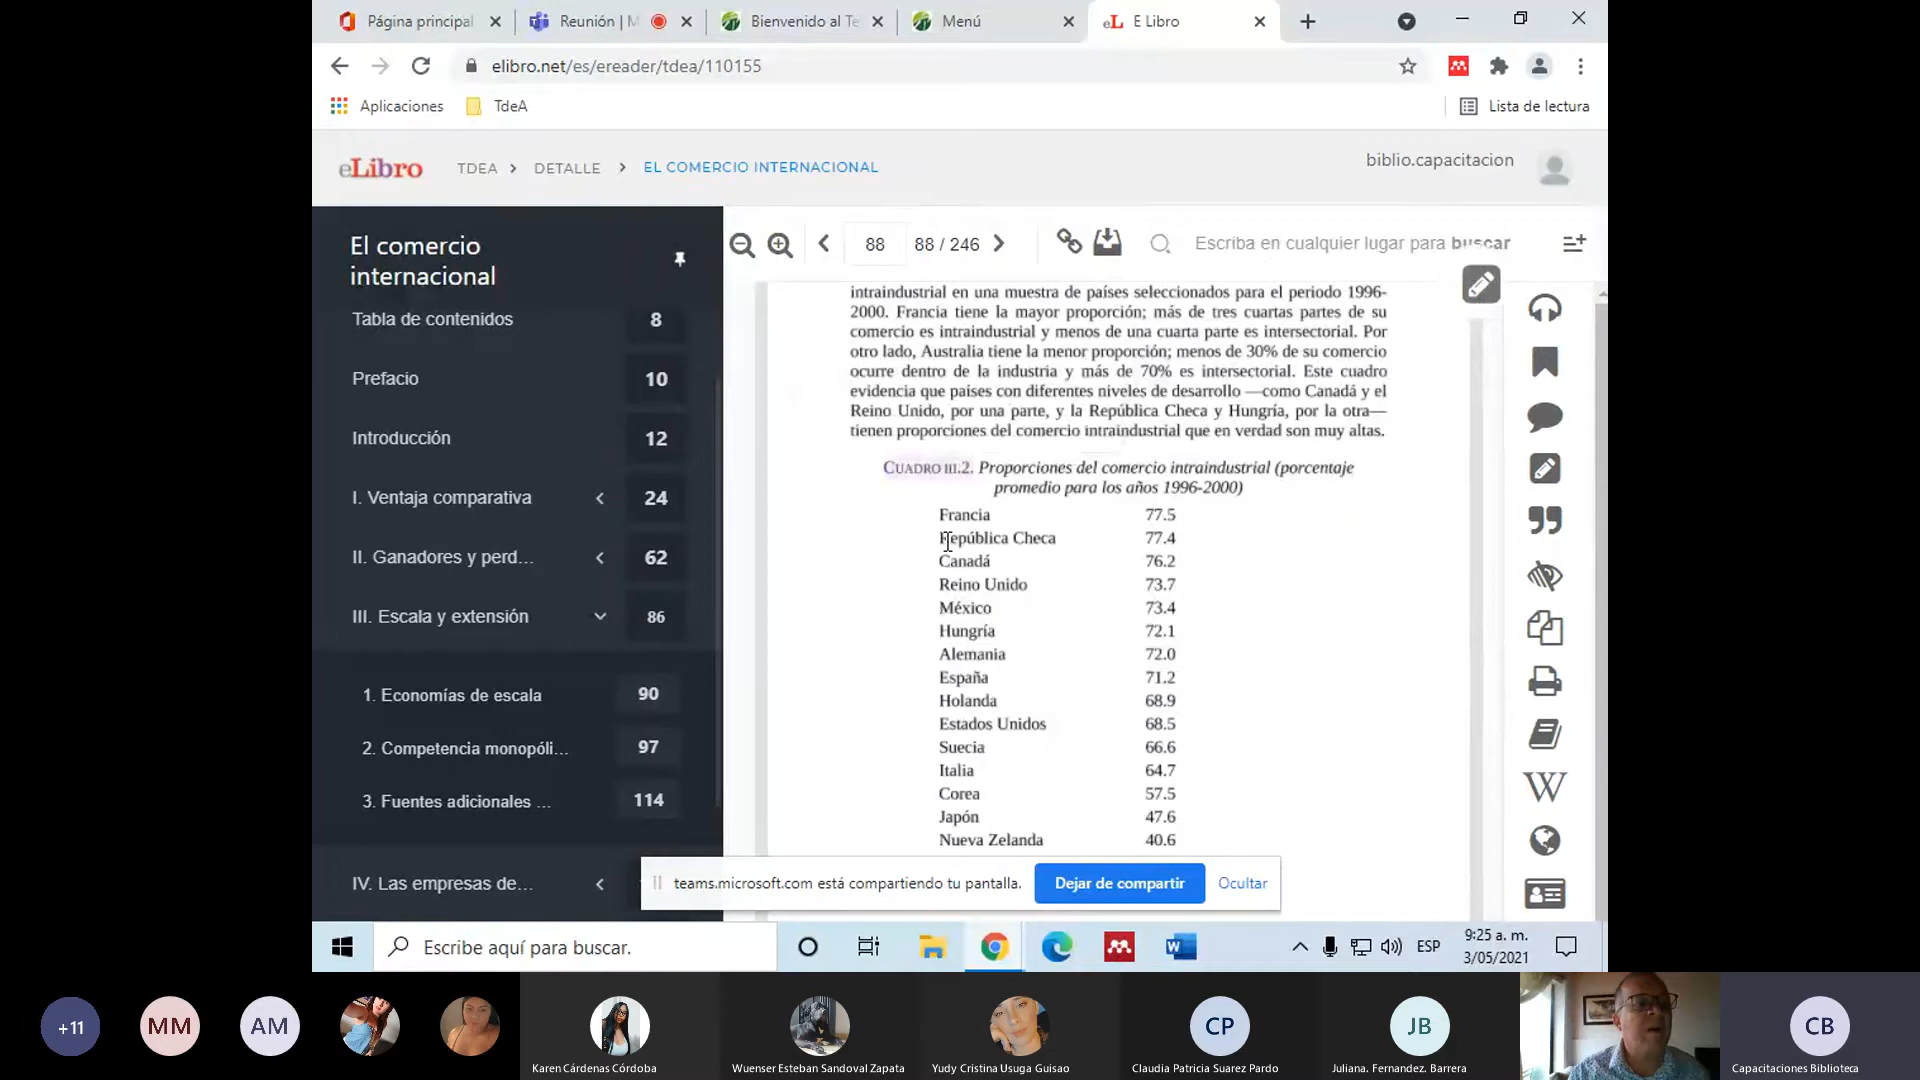 Página principal
Reunión | M
Bienvenido al Te
Menú
eL E Libro
elibro.net/es/ereader/tdea/110155
Aplicaciones
TdeA
Lista de lectura
eLibro
TDEA > DETALLE > EL COMERCIO INTERNACIONAL
biblio.capacitacion
El comercio
internacional
Tabla de contenidos 8
Prefacio 10
Introducción 12
I. Ventaja comparativa 24
II. Ganadores y perd... 62
III. Escala y extensión 86
1. Economías de escala 90
2. Competencia monopóli... 97
3. Fuentes adicionales ... 114
IV. Las empresas de...
88 88 / 246
Escriba en cualquier lugar para buscar
intraindustrial en una muestra de países seleccionados para el periodo 1996-
2000. Francia tiene la mayor proporción; más de tres cuartas partes de su
comercio es intraindustrial y menos de una cuarta parte es intersectorial. Por
otro lado, Australia tiene la menor proporción; menos de 30% de su comercio
ocurre dentro de la industria y más de 70% es intersectorial. Este cuadro
evidencia que países con diferentes niveles de desarrollo —como Canadá y el
Reino Unido, por una parte, y la República Checa y Hungría, por la otra—
tienen proporciones del comercio intraindustrial que en verdad son muy altas.
CUADRO III.2. Proporciones del comercio intraindustrial (porcentaje
promedio para los años 1996-2000)
Francia 77.5
República Checa 77.4
Canadá 76.2
Reino Unido 73.7
México 73.4
Hungría 72.1
Alemania 72.0
España 71.2
Holanda 68.9
Estados Unidos 68.5
Suecia 66.6
Italia 64.7
Corea 57.5
Japón 47.6
Nueva Zelanda 40.6
W
teams.microsoft.com está compartiendo tu pantalla.
Dejar de compartir
Ocultar
Escribe aquí para buscar.
W
ESP
9:25 a. m.
3/05/2021
+11
MM
AM
Karen Cárdenas Córdoba
Wuenser Esteban Sandoval Zapata
Yudy Cristina Usuga Guisao
CP
Claudia Patricia Suarez Pardo
JB
Juliana. Fernandez. Barrera
CB
Capacitaciones Biblioteca